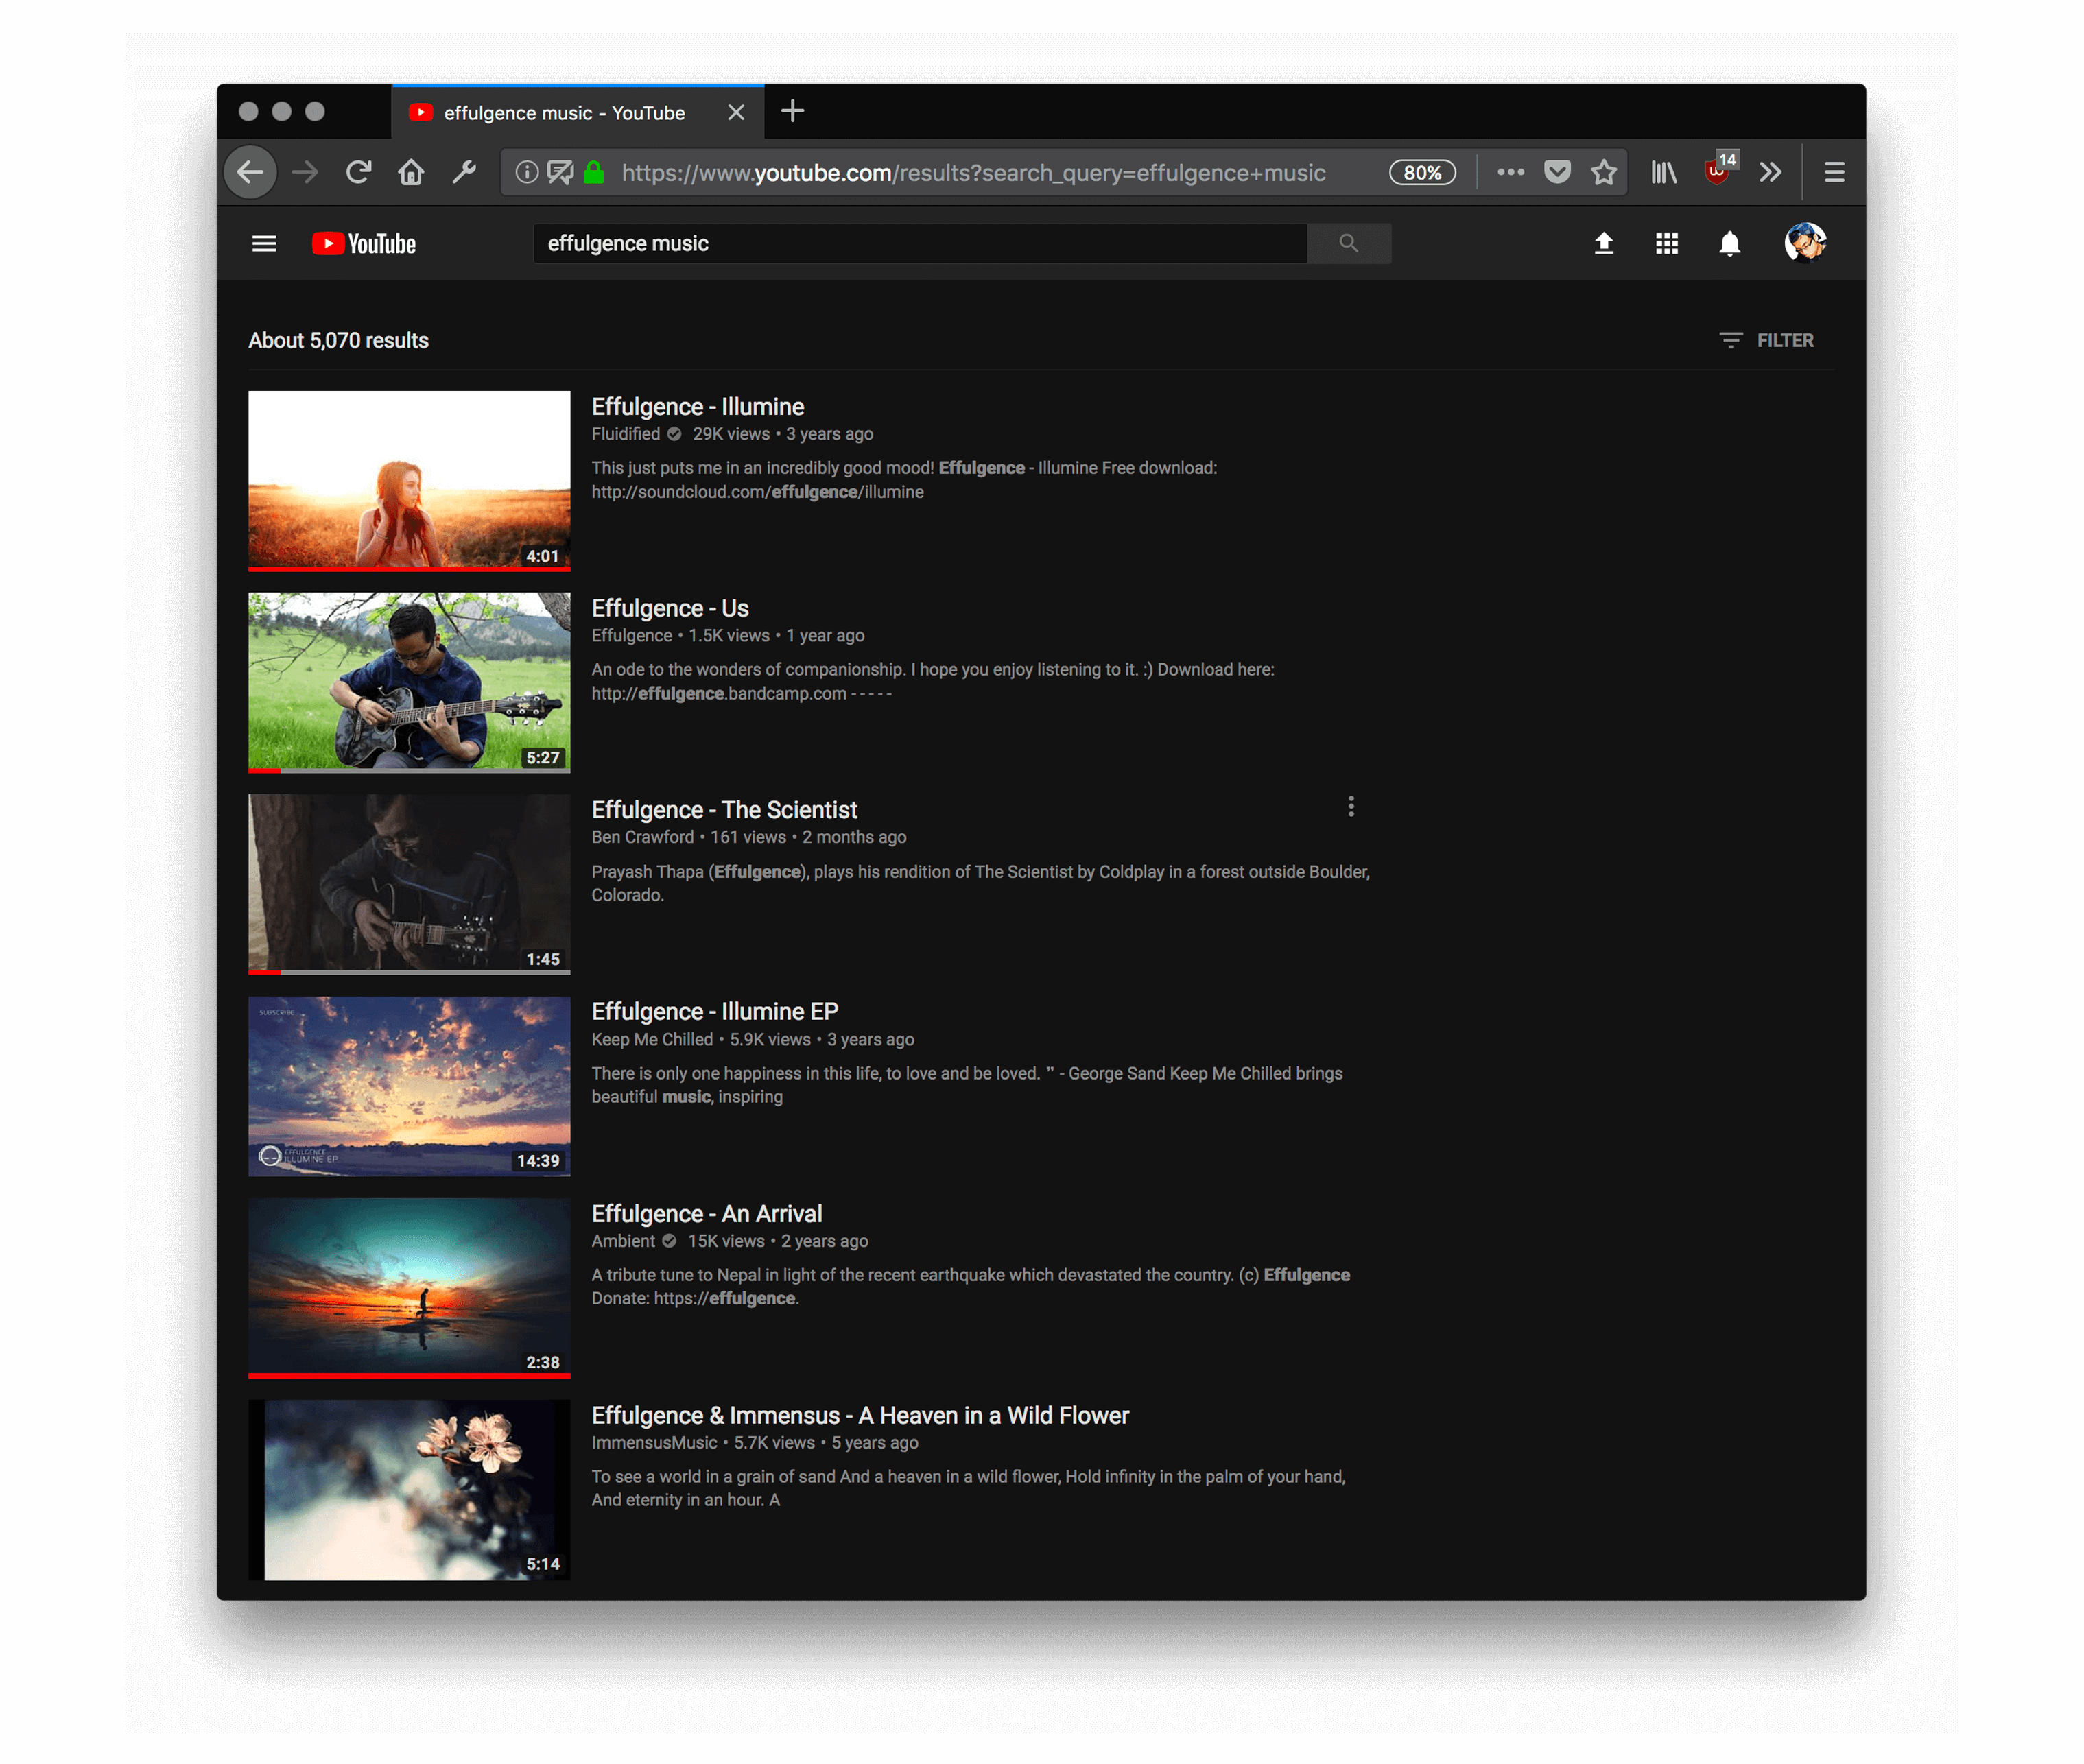 effulgence music - YouTube
https://www.youtube.com/results?search_query=effulgence+music
80%
14
YouTube
effulgence music
About 5,070 results
FILTER
4:01
Effulgence - Illumine
Fluidified 29K views • 3 years ago
This just puts me in an incredibly good mood! Effulgence - Illumine Free download:
http://soundcloud.com/effulgence/illumine
5:27
Effulgence - Us
Effulgence • 1.5K views • 1 year ago
An ode to the wonders of companionship. I hope you enjoy listening to it. :) Download here:
http://effulgence.bandcamp.com - - - - -
1:45
Effulgence - The Scientist
Ben Crawford • 161 views • 2 months ago
Prayash Thapa (Effulgence), plays his rendition of The Scientist by Coldplay in a forest outside Boulder,
Colorado.
SUBSCRIBE
EFFULGENCE
ILLUMINE EP
14:39
Effulgence - Illumine EP
Keep Me Chilled • 5.9K views • 3 years ago
There is only one happiness in this life, to love and be loved. " - George Sand Keep Me Chilled brings
beautiful music, inspiring
2:38
Effulgence - An Arrival
Ambient 15K views • 2 years ago
A tribute tune to Nepal in light of the recent earthquake which devastated the country. (c) Effulgence
Donate: https://effulgence.
5:14
Effulgence & Immensus - A Heaven in a Wild Flower
ImmensusMusic • 5.7K views • 5 years ago
To see a world in a grain of sand And a heaven in a wild flower, Hold infinity in the palm of your hand,
And eternity in an hour. A